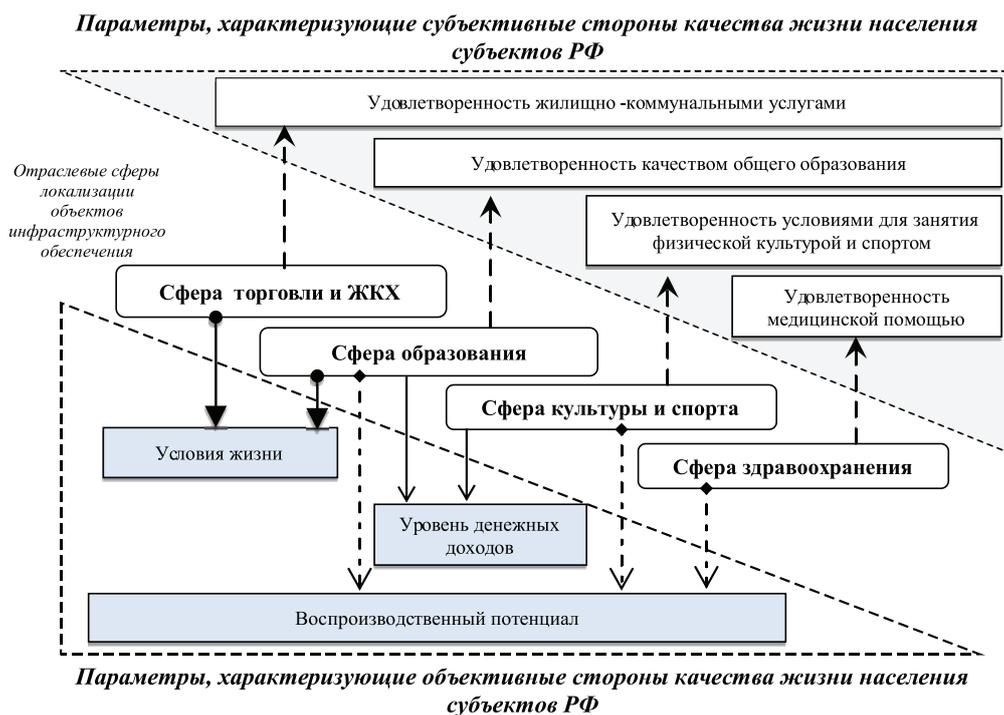 Параметры, характеризующие субъективные стороны качества жизни населения
субъектов РФ
Удовлетворенность жилищно -коммунальными услугами
Удовлетворенность качеством общего образования
Отраслевые сферы
локализации
объектов
инфраструктурного
обеспечения
Удовлетворенность условиями для занятия
физической культурой и спортом
Сфера торговли и ЖКХ
Удовлетворенность
медицинской помощью
Сфера образования
Сфера культуры и спорта
Условия жизни
Сфера здравоохранения
Уровень денежных
доходов
Воспроизводственный потенциал
Параметры, характеризующие объективные стороны качества жизни населения
субъектов РФ